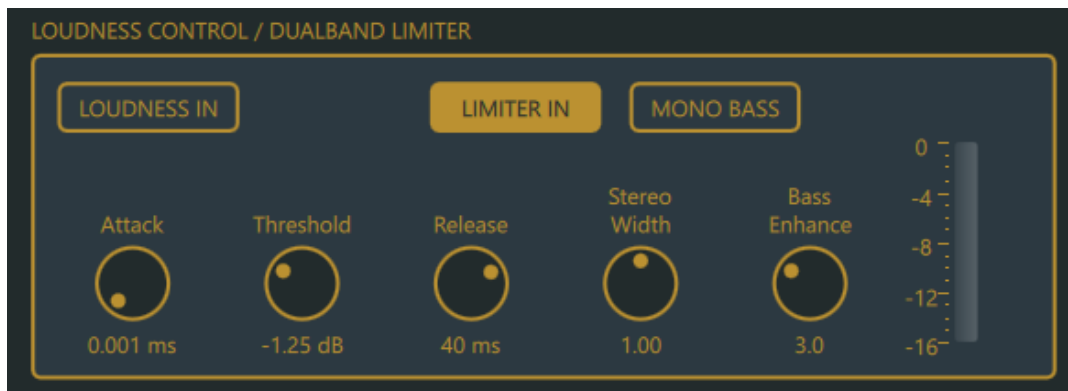 LOUDNESS CONTROL / DUALBAND LIMITER
LOUDNESS IN
LIMITER IN
MONO BASS
Attack
0.001 ms
Threshold
-1.25 dB
Release
40 ms
Stereo
Width
1.00
Bass
Enhance
3.0
0
-4
-8
-12
-16